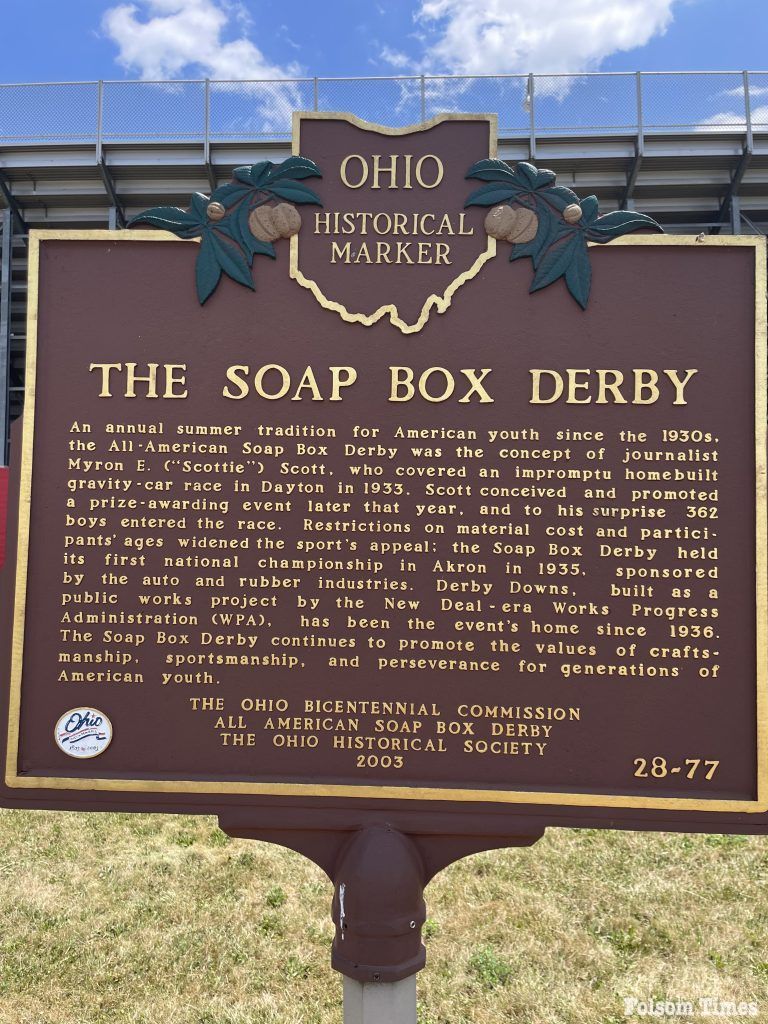 OHIO
HISTORICAL
MARKER
THE SOAP BOX DERBY
An annual summer tradition for American youth since the 1930s,
the All-American Soap Box Derby was the concept of journalist
Myron E. ("Scottie") Scott, who covered an impromptu homebuilt
gravity-car race in Dayton in 1933. Scott conceived and promoted
a prize-awarding event later that year, and to his surprise 362
boys entered the race. Restrictions on material cost and partici-
pants' ages widened the sport's appeal; the Soap Box Derby held
its first national championship in Akron in 1935, sponsored
by the auto and rubber industries. Derby Downs, built as a
public works project by the New Deal-era Works Progress
Administration (WPA), has been the event's home since 1936.
The Soap Box Derby continues to promote the values of crafts-
manship, sportsmanship, and perseverance for generations of
American youth.
THE OHIO BICENTENNIAL COMMISSION
ALL AMERICAN SOAP BOX DERBY
THE OHIO HISTORICAL SOCIETY
2003
28-77
Ohio
Folsom Times